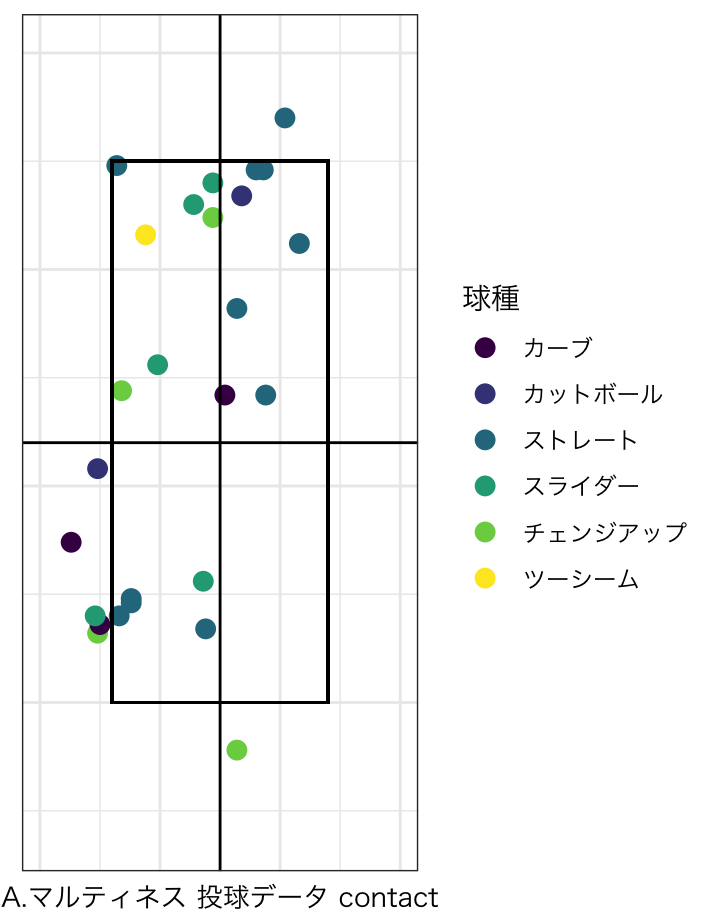 球種
カーブ
カットボール
ストレート
スライダー
チェンジアップ
ツーシーム
A.マルティネス 投球データ contact